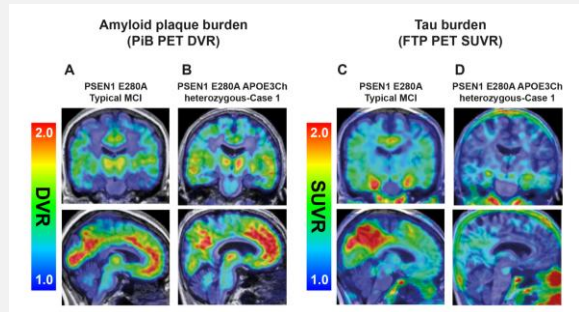 Amyloid plaque burden
(PiB PET DVR)
Tau burden
(FTP PET SUVR)
A
B
C
D
PSEN1 E280A
Typical MCI
PSEN1 E280A APOE3Ch
heterozygous-Case 1
PSEN1 E280A
Typical MCI
PSEN1 E280A APOE3Ch
heterozygous-Case 1
2.0
DVR
1.0
2.0
SUVR
1.0